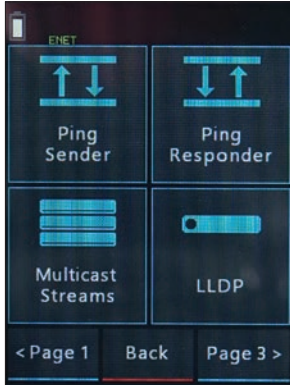 ENET
Ping
Sender
Ping
Responder
Multicast
Streams
LLDP
< Page 1
Back
Page 3 >